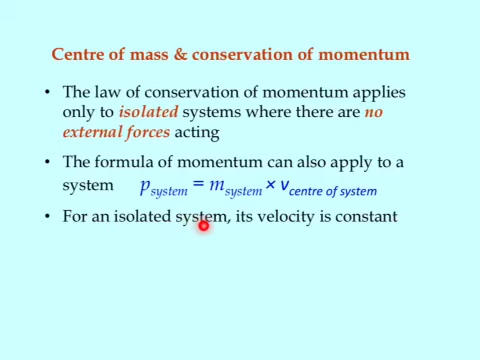 Centre of mass & conservation of momentum
• The law of conservation of momentum applies
only to isolated systems where there are no
external forces acting
• The formula of momentum can also apply to a
system p_system = m_system × v_centre of system
• For an isolated system, its velocity is constant